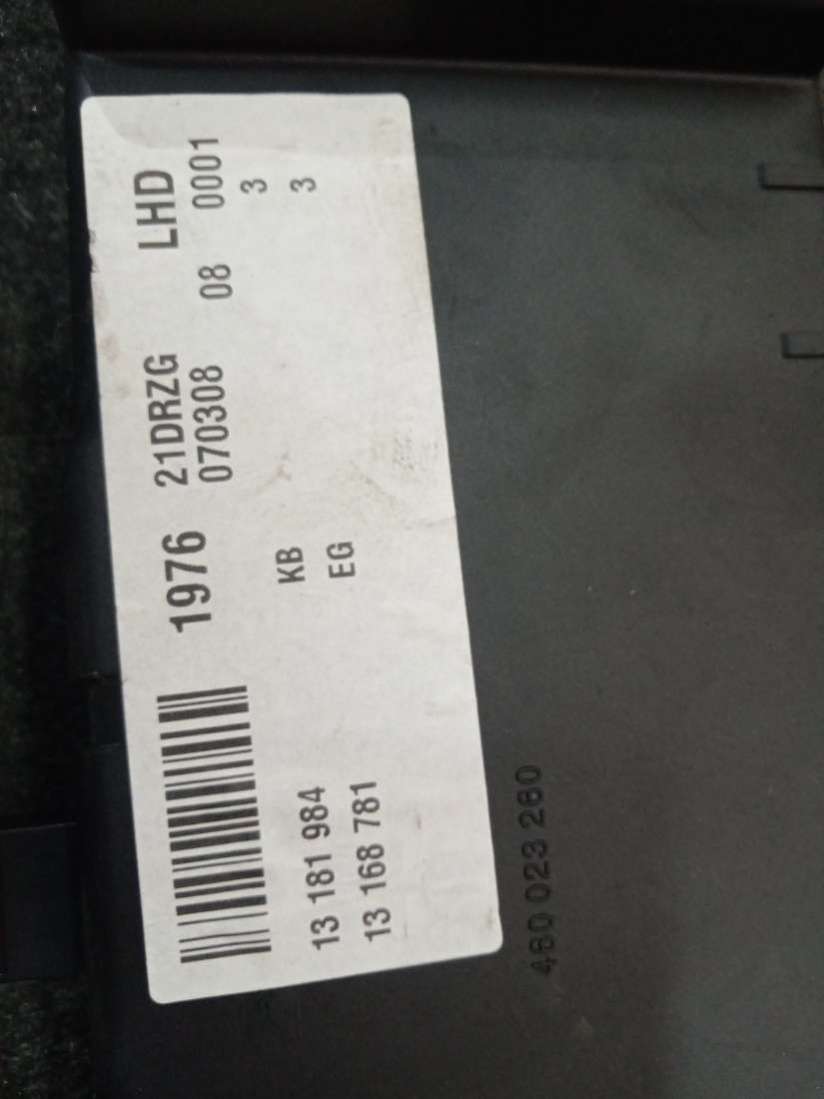 1976 21DRZG LHD
070308 08 0001
3
KB 3
EG
13 181 984
13 168 781
460 023 260